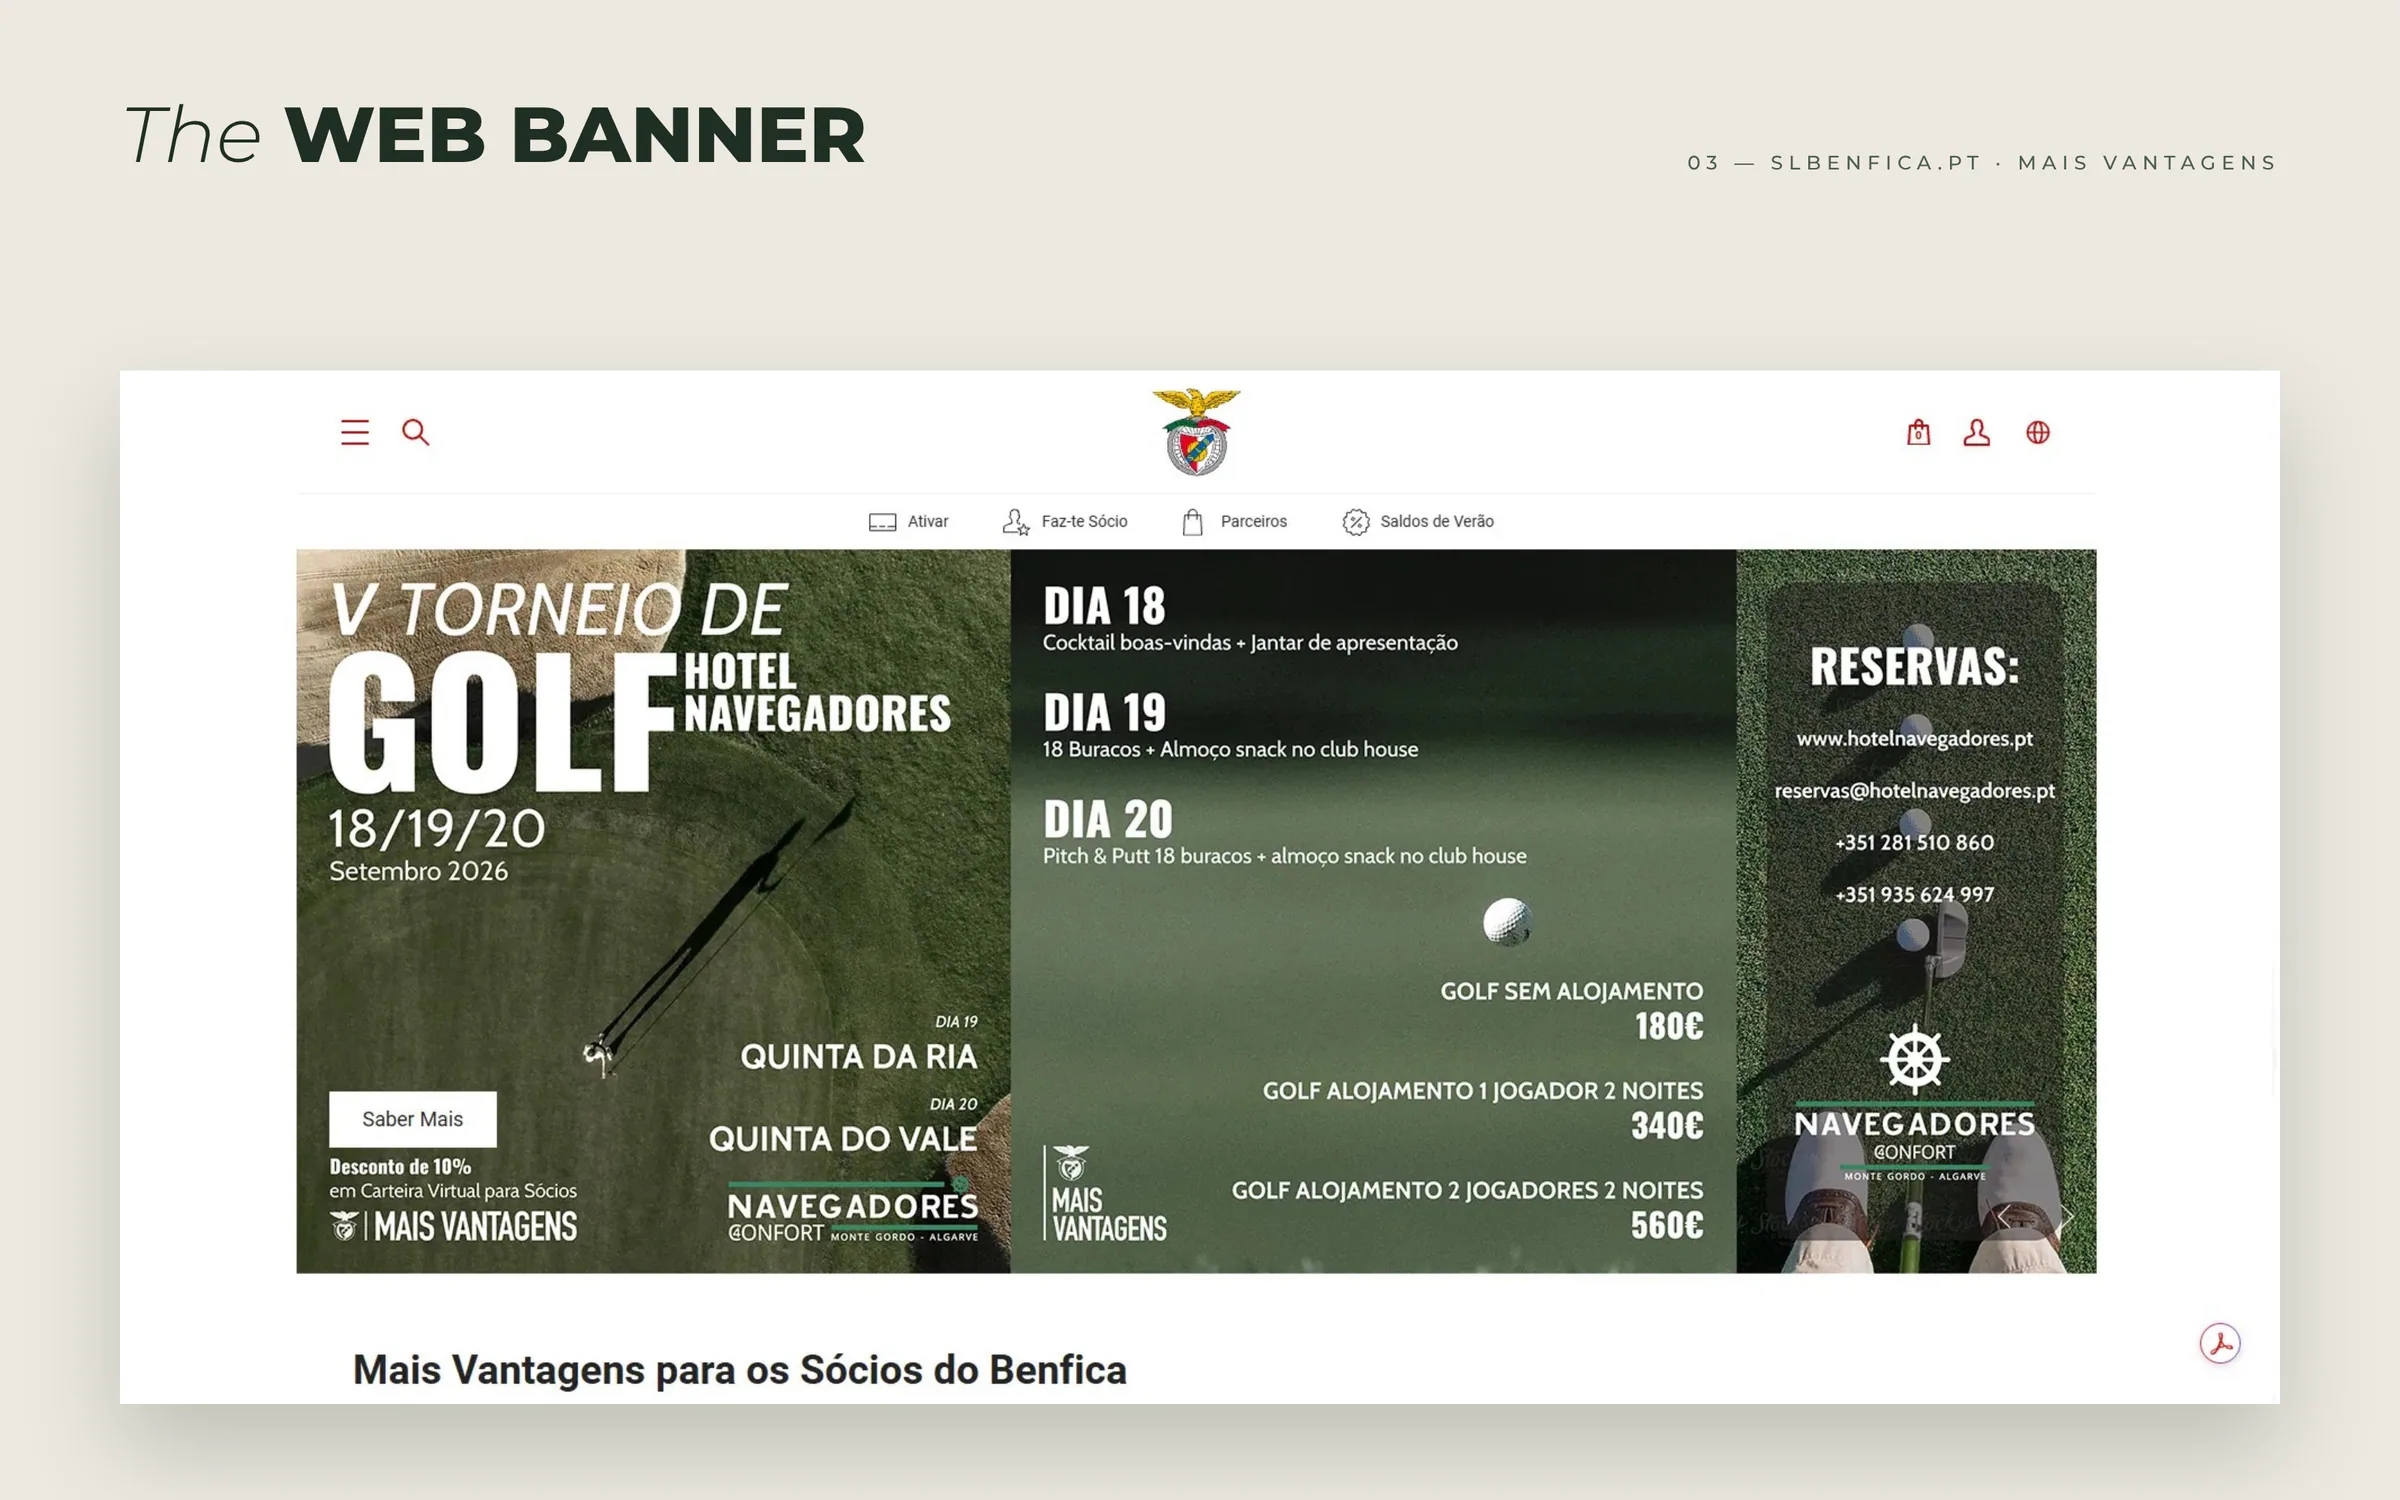 The WEB BANNER
03 — SLBENFICA.PT · MAIS VANTAGENS
0
Ativar
Faz-te Sócio
Parceiros
Saldos de Verão
V TORNEIO DE
GOLF
HOTEL
NAVEGADORES
18/19/20
Setembro 2026
DIA 19
QUINTA DA RIA
DIA 20
QUINTA DO VALE
Saber Mais
Desconto de 10%
em Carteira Virtual para Sócios
MAIS VANTAGENS
NAVEGADORES
CONFORT MONTE GORDO - ALGARVE
DIA 18
Cocktail boas-vindas + Jantar de apresentação
DIA 19
18 Buracos + Almoço snack no club house
DIA 20
Pitch & Putt 18 buracos + almoço snack no club house
GOLF SEM ALOJAMENTO
180€
GOLF ALOJAMENTO 1 JOGADOR 2 NOITES
340€
GOLF ALOJAMENTO 2 JOGADORES 2 NOITES
560€
MAIS
VANTAGENS
RESERVAS:
www.hotelnavegadores.pt
reservas@hotelnavegadores.pt
+351 281 510 860
+351 935 624 997
NAVEGADORES
CONFORT
MONTE GORDO - ALGARVE
Mais Vantagens para os Sócios do Benfica